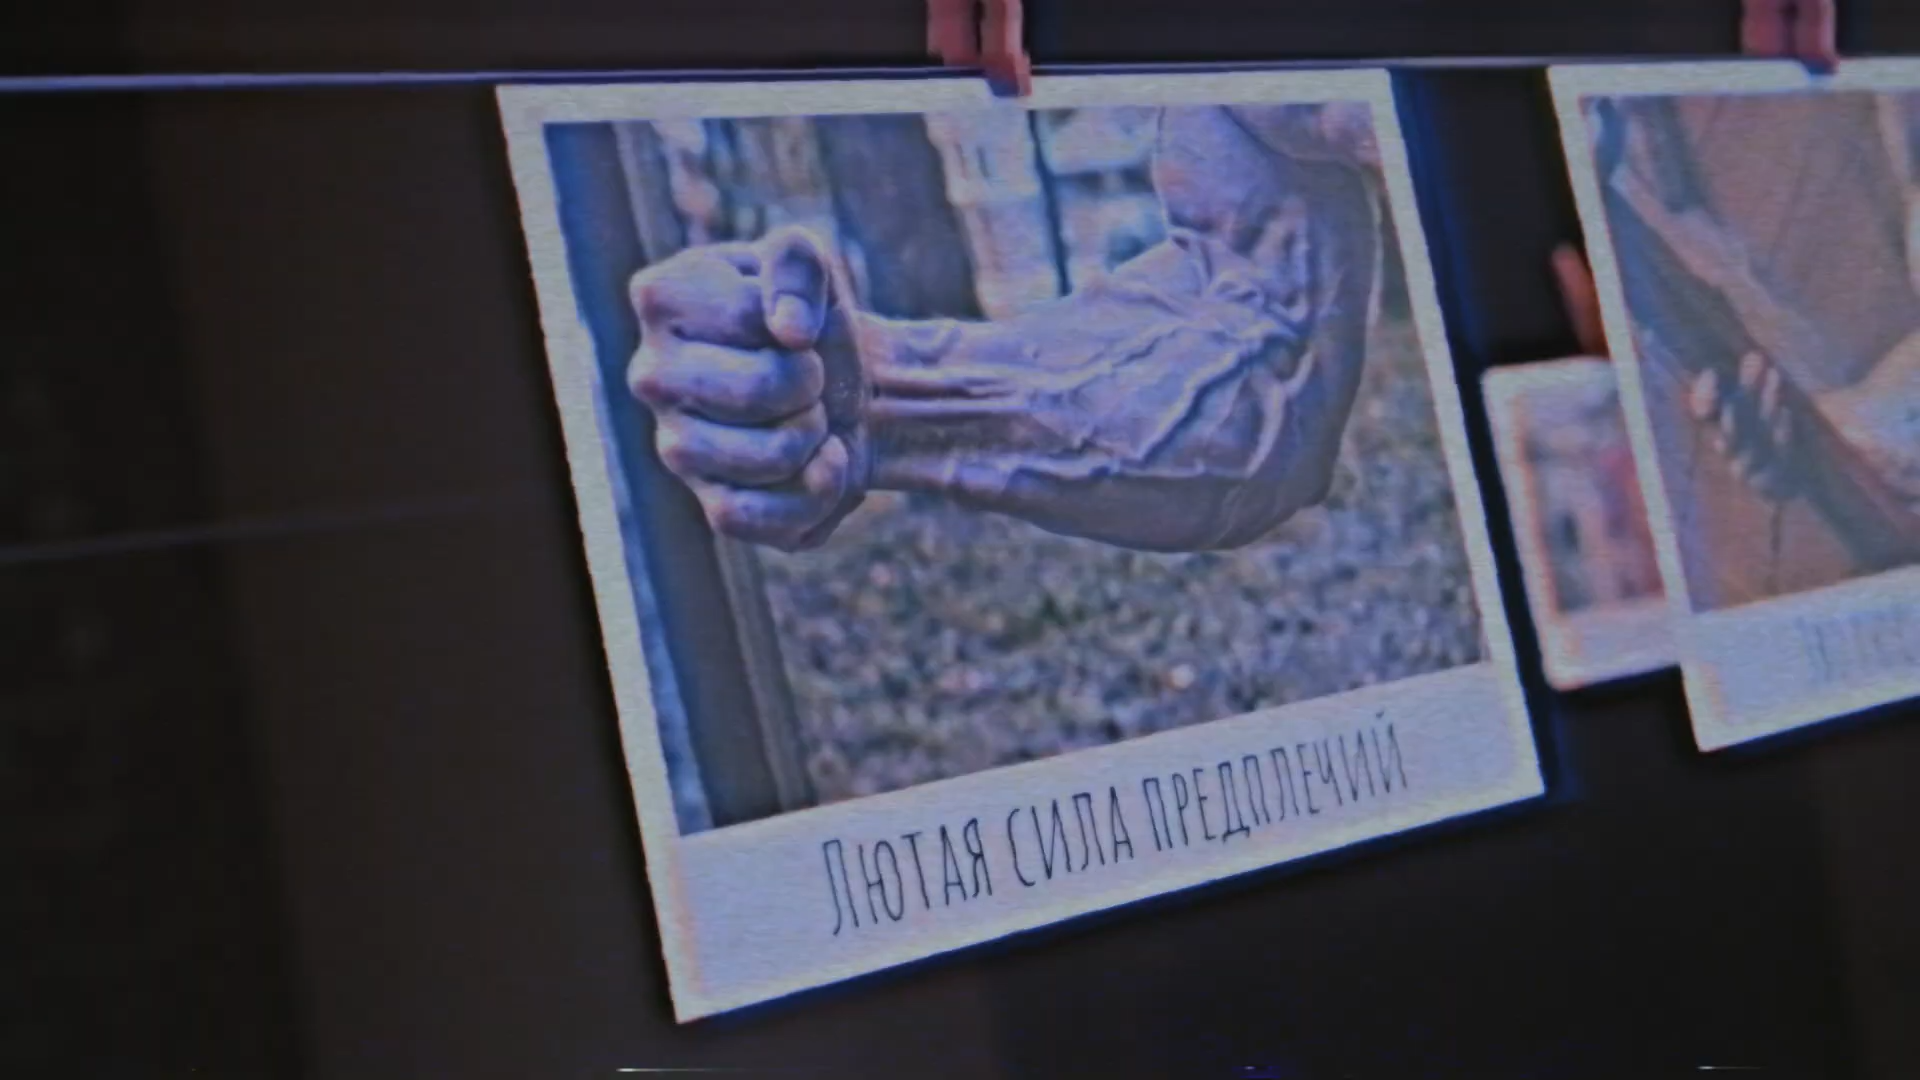 Лютая сила предплечий